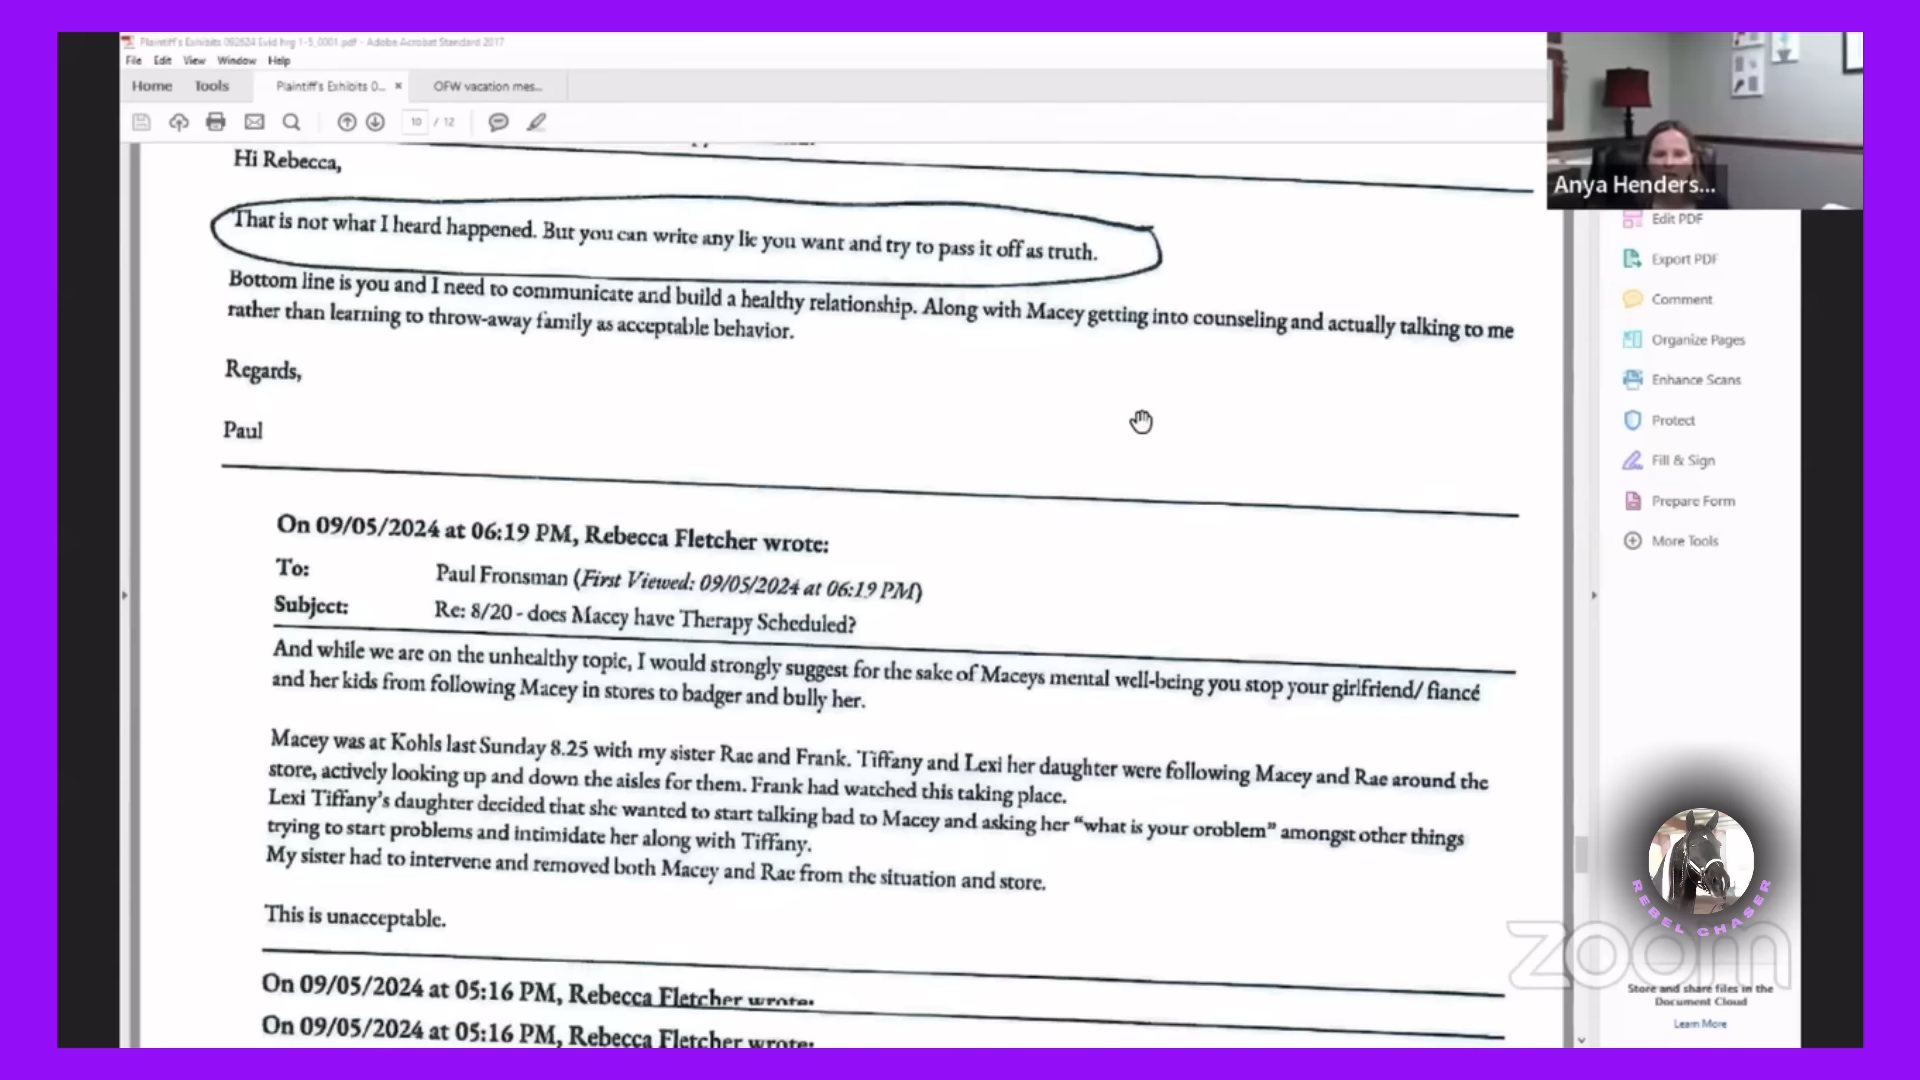 Plaintiff's Exhibits 092624 Evid hrg 1-5_0001.pdf - Adobe Acrobat Standard 2017
File Edit View Window Help
Home Tools Plaintiff's Exhibits 0... × OFW vacation mes...
10 / 12
Anya Henders...
Hi Rebecca,
That is not what I heard happened. But you can write any lie you want and try to pass it off as truth.
Bottom line is you and I need to communicate and build a healthy relationship. Along with Macey getting into counseling and actually talking to me
rather than learning to throw-away family as acceptable behavior.
Regards,
Paul
On 09/05/2024 at 06:19 PM, Rebecca Fletcher wrote:
To: Paul Fronsman (First Viewed: 09/05/2024 at 06:19 PM)
Subject: Re: 8/20 - does Macey have Therapy Scheduled?
And while we are on the unhealthy topic, I would strongly suggest for the sake of Maceys mental well-being you stop your girlfriend/ fiancé
and her kids from following Macey in stores to badger and bully her.
Macey was at Kohls last Sunday 8.25 with my sister Rae and Frank. Tiffany and Lexi her daughter were following Macey and Rae around the
store, actively looking up and down the aisles for them. Frank had watched this taking place.
Lexi Tiffany's daughter decided that she wanted to start talking bad to Macey and asking her “what is your oroblem” amongst other things
trying to start problems and intimidate her along with Tiffany.
My sister had to intervene and removed both Macey and Rae from the situation and store.
This is unacceptable.
On 09/05/2024 at 05:16 PM, Rebecca Fletcher wrote:
On 09/05/2024 at 05:16 PM, Rebecca Fletcher wrote:
Edit PDF
Export PDF
Comment
Organize Pages
Enhance Scans
Protect
Fill & Sign
Prepare Form
More Tools
REBEL CHASER
zoom
Store and share files in the
Document Cloud
Learn More